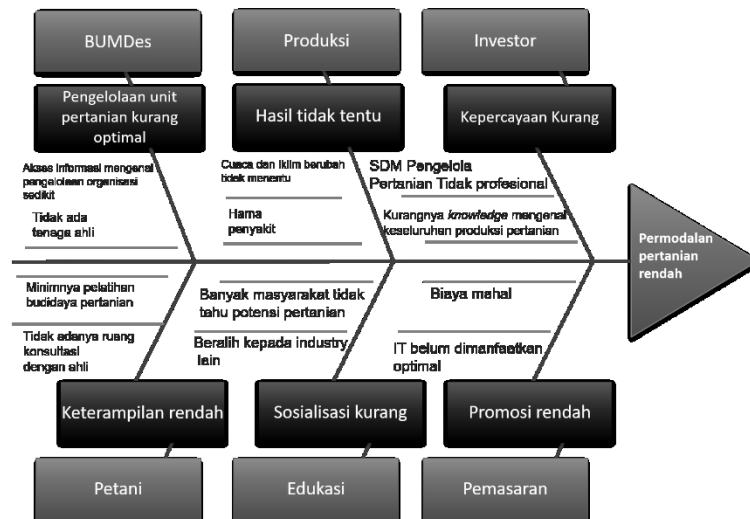 BUMDes
Produksi
Investor
Pengelolaan unit
pertanian kurang
optimal
Hasil tidak tentu
Kepercayaan Kurang
Akses informasi mengenai
pengelolaan organisasi
sedikit
Tidak ada
tenaga ahli
Cuaca dan iklim berubah
tidak menentu
Hama
penyakit
SDM Pengelola
Pertanian Tidak profesional
Kurangnya knowledge mengenai
keseluruhan produksi pertanian
Permodalan
pertanian
rendah
Minimnya pelatihan
budidaya pertanian
Tidak adanya ruang
konsultasi
dengan ahli
Banyak masyarakat tidak
tahu potensi pertanian
Beralih kepada industry
lain
Biaya mahal
IT belum dimanfaatkan
optimal
Keterampilan rendah
Sosialisasi kurang
Promosi rendah
Petani
Edukasi
Pemasaran